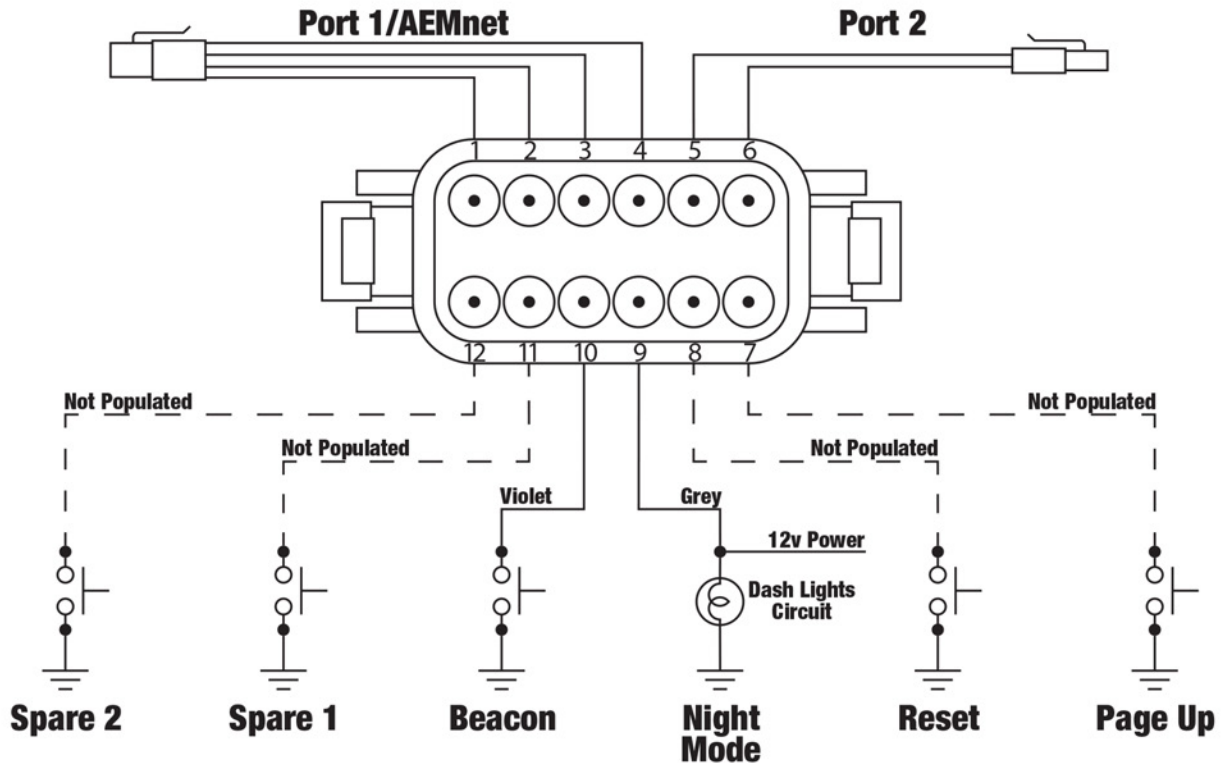 Port 1/AEMnet
Port 2
1 2 3 4 5 6
12 11 10 9 8 7
Not Populated
Not Populated
Not Populated
Not Populated
Violet
Grey
12v Power
Dash Lights
Circuit
Spare 2
Spare 1
Beacon
Night
Mode
Reset
Page Up